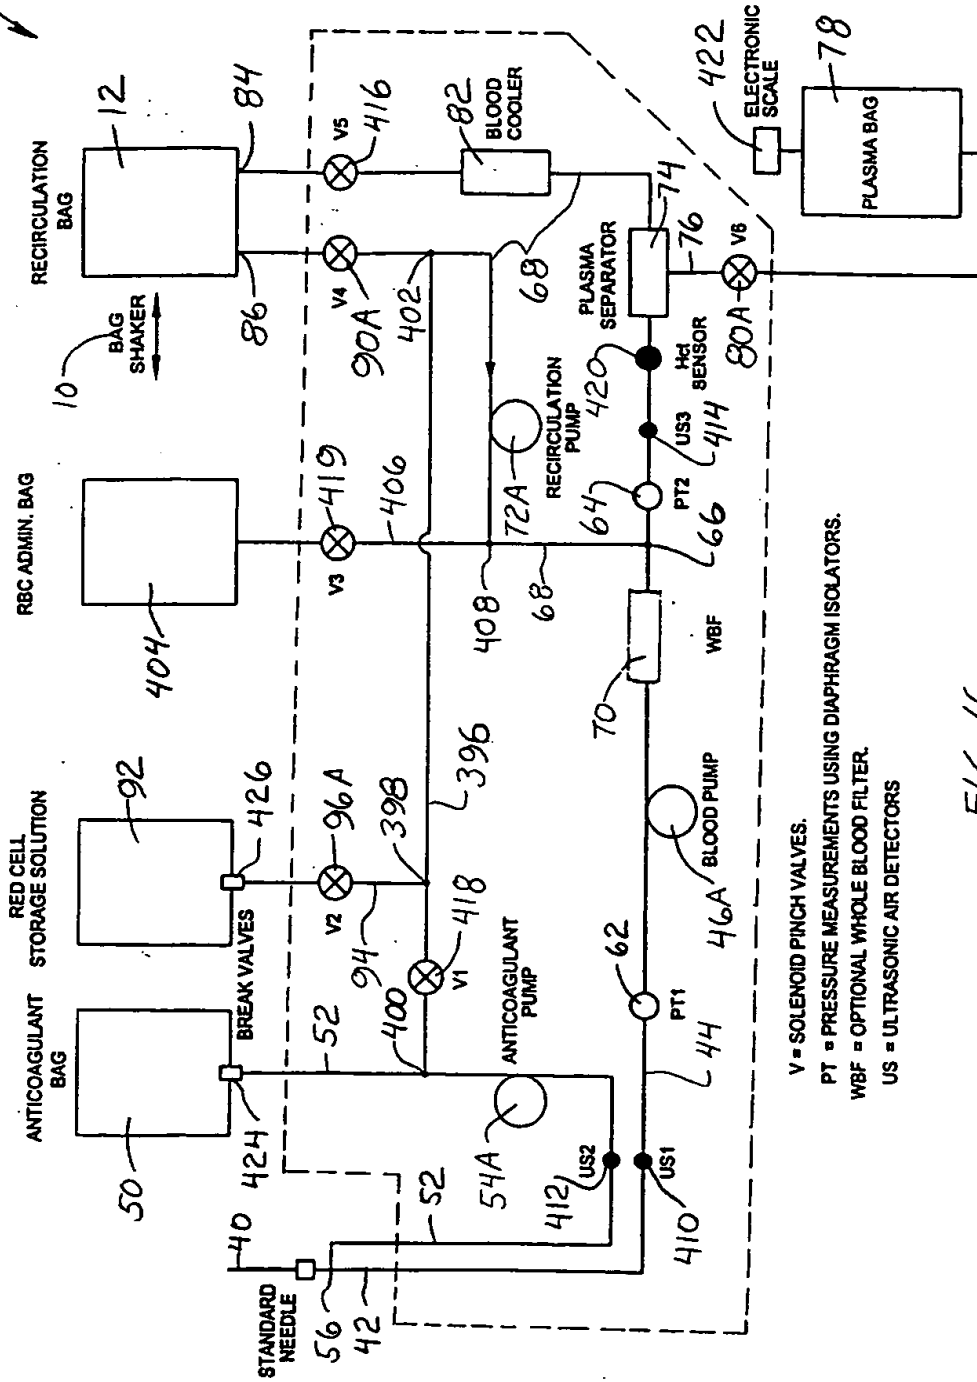 RECIRCULATION
BAG
12
84
86
10
BAG
SHAKER
RBC ADMIN. BAG
404
RED CELL
STORAGE SOLUTION
92
426
ANTICOAGULANT
BAG
50
424
BREAK VALVES
40
STANDARD
NEEDLE
56
42
52
52
V5
416
V4
90A
V3
419
406
V2
96A
94
398
396
V1
418
400
402
68
82
BLOOD
COOLER
RECIRCULATION
PUMP
72A
408
68
ANTICOAGULANT
PUMP
54A
US2
412
US1
410
44
62
PT1
46A
BLOOD PUMP
70
WBF
66
64
PT2
US3
414
420
Hct
SENSOR
PLASMA
SEPARATOR
74
76
V6
80A
422
ELECTRONIC
SCALE
78
PLASMA BAG
V = SOLENOID PINCH VALVES.
PT = PRESSURE MEASUREMENTS USING DIAPHRAGM ISOLATORS.
WBF = OPTIONAL WHOLE BLOOD FILTER.
US = ULTRASONIC AIR DETECTORS